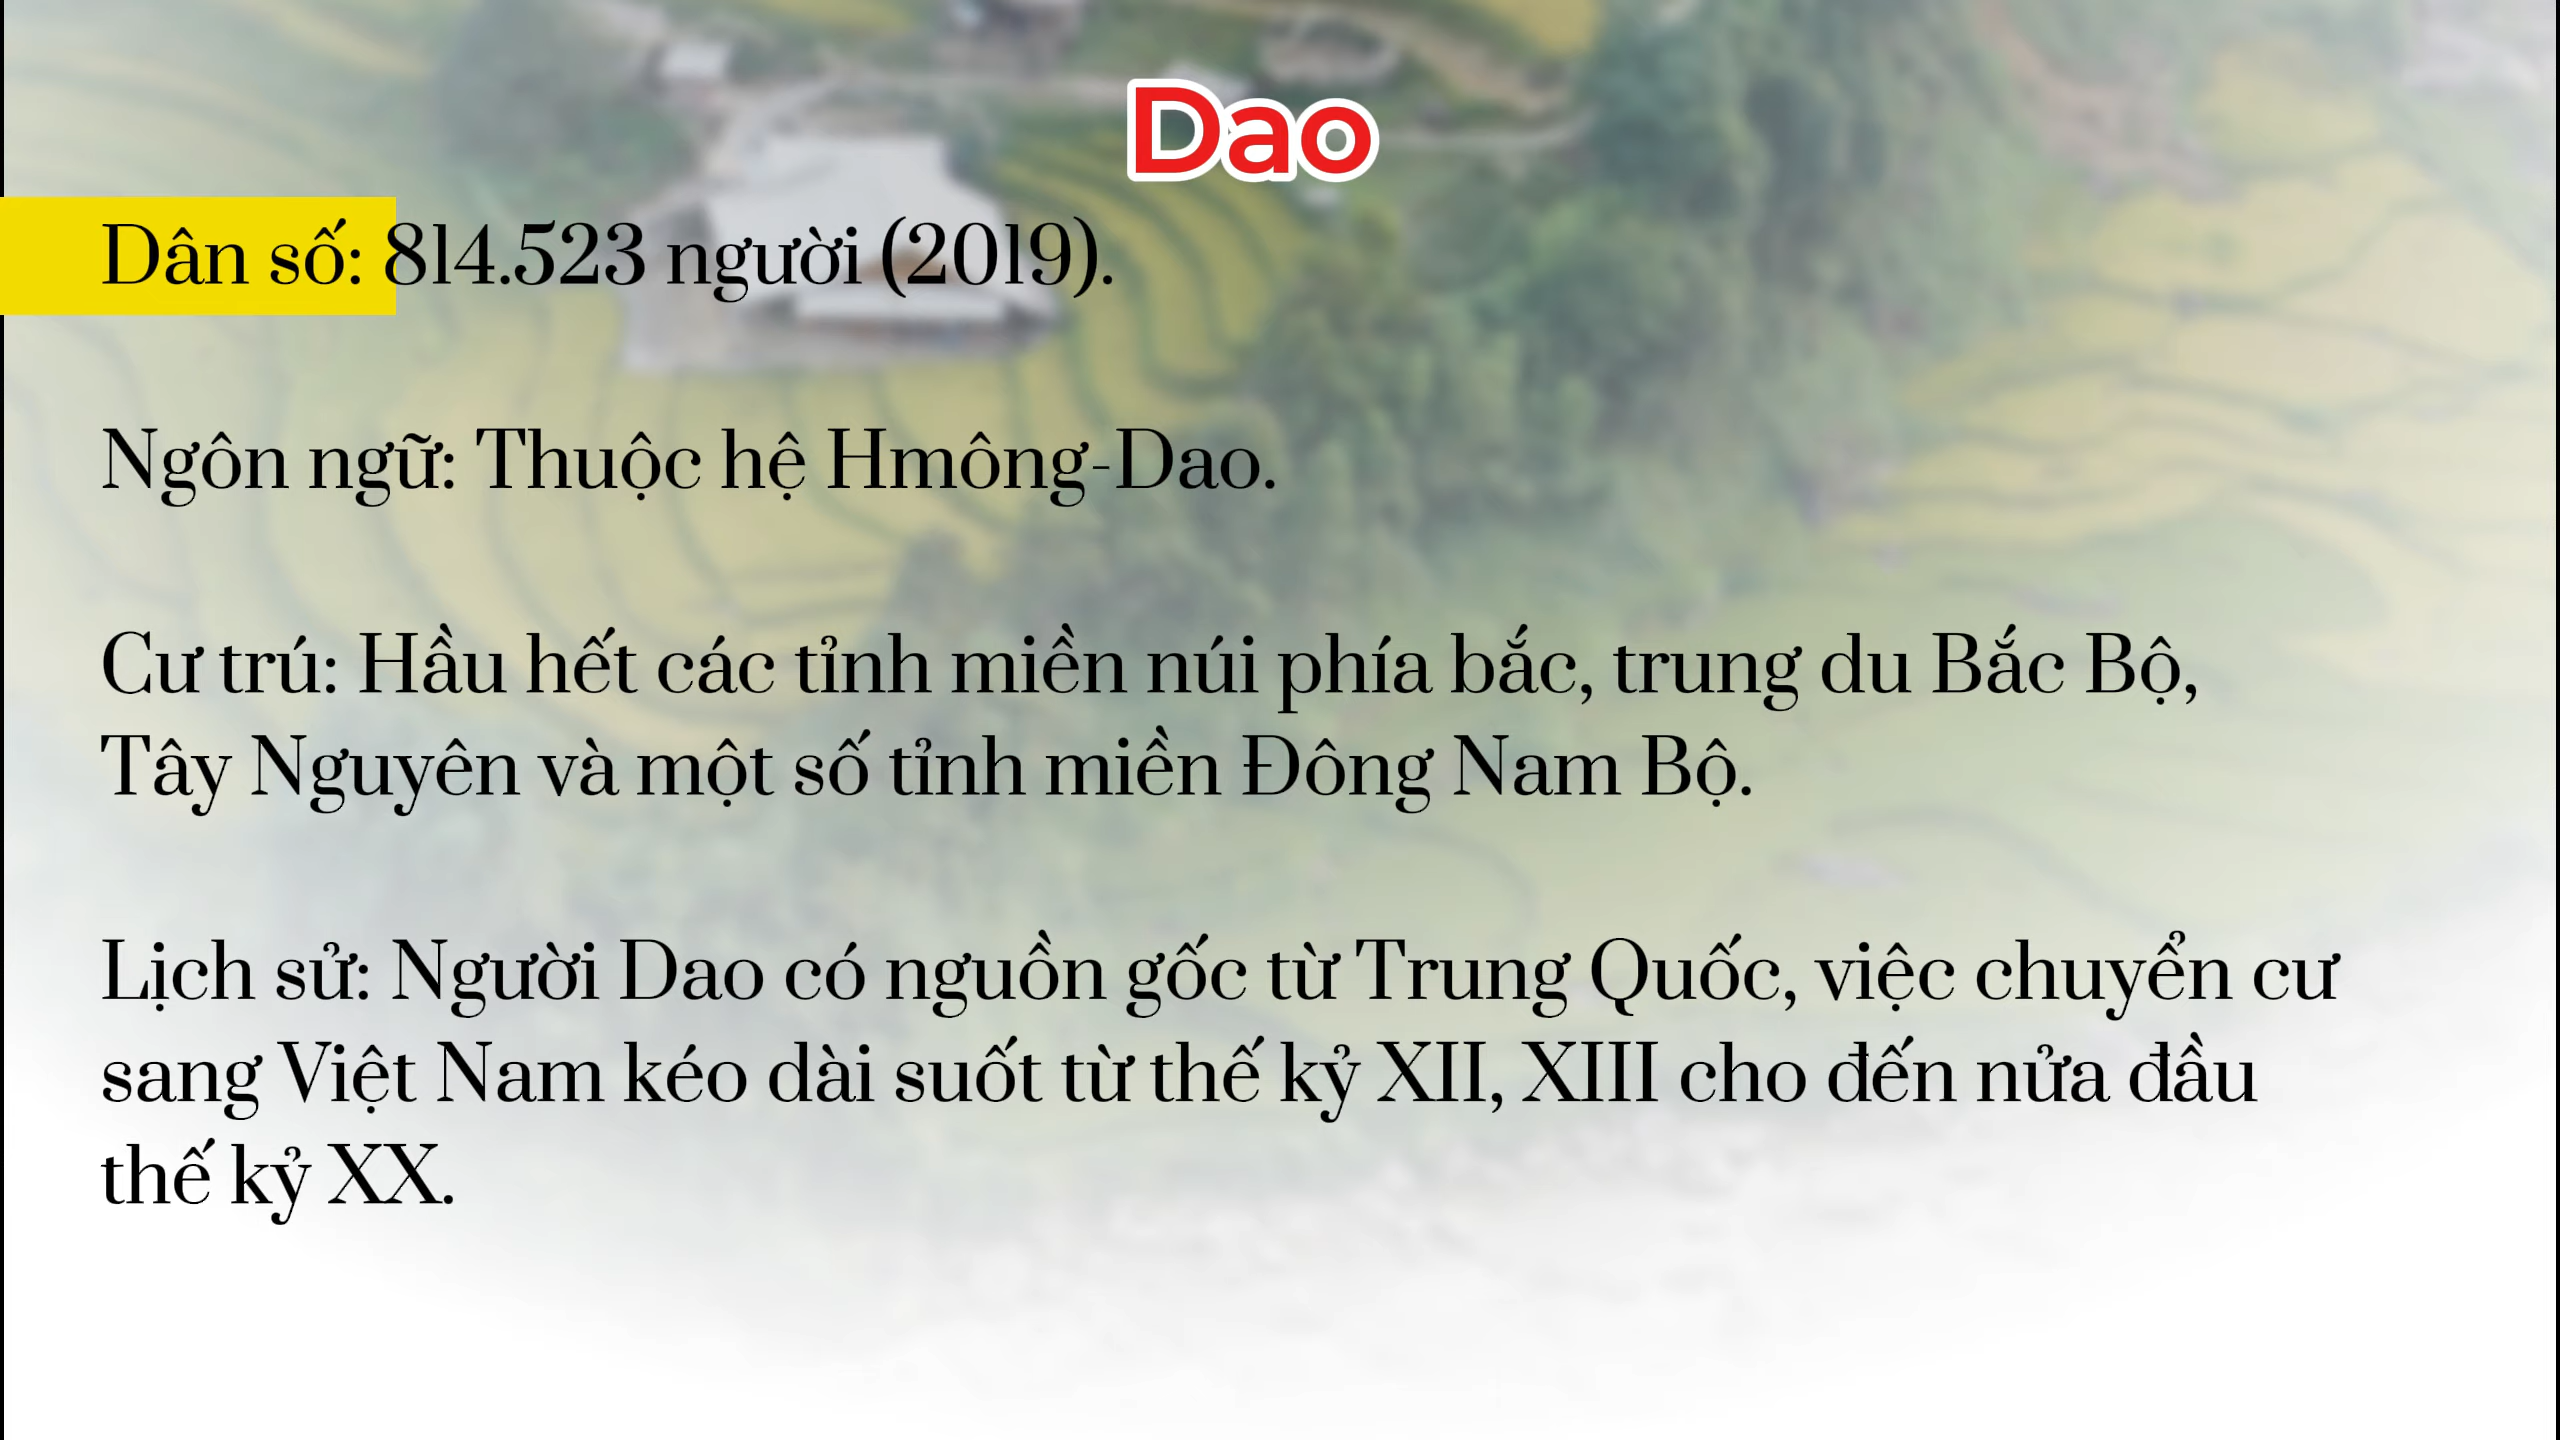 Dao
Dân số: 814.523 người (2019).
Ngôn ngữ: Thuộc hệ Hmông-Dao.
Cư trú: Hầu hết các tỉnh miền núi phía bắc, trung du Bắc Bộ,
Tây Nguyên và một số tỉnh miền Đông Nam Bộ.
Lịch sử: Người Dao có nguồn gốc từ Trung Quốc, việc chuyển cư
sang Việt Nam kéo dài suốt từ thế kỷ XII, XIII cho đến nửa đầu
thế kỷ XX.